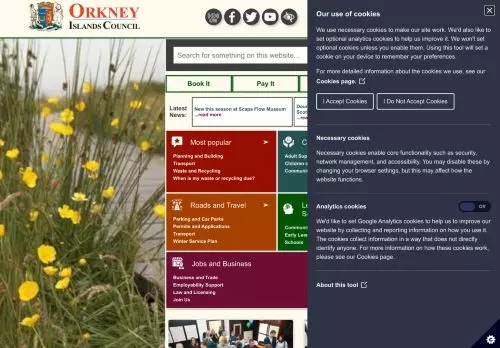 ORKNEY
ISLANDS COUNCIL
Search for something on this website...
Book It
Pay It
Latest
News:
New this season at Scapa Flow Museum
...read more
Most popular
Planning and Building
Transport
Waste and Recycling
When is my waste or recycling due?
Adult Sup
Children
Communi
Roads and Travel
Parking and Car Parks
Permits and Applications
Transport
Winter Service Plan
Communit
Early Lear
Schools
Jobs and Business
Business and Trade
Employability Support
Law and Licensing
Join Us
Our use of cookies
We use necessary cookies to make our site work. We'd also like to
set optional analytics cookies to help us improve it. We won't set
optional cookies unless you enable them. Using this tool will set a
cookie on your device to remember your preferences.
For more detailed information about the cookies we use, see our
Cookies page.
I Accept Cookies
I Do Not Accept Cookies
Necessary cookies
Necessary cookies enable core functionality such as security,
network management, and accessibility. You may disable these by
changing your browser settings, but this may affect how the
website functions.
Analytics cookies
Off
We'd like to set Google Analytics cookies to help us to improve our
website by collecting and reporting information on how you use it.
The cookies collect information in a way that does not directly
identify anyone. For more information on how these cookies work,
please see our Cookies page.
About this tool